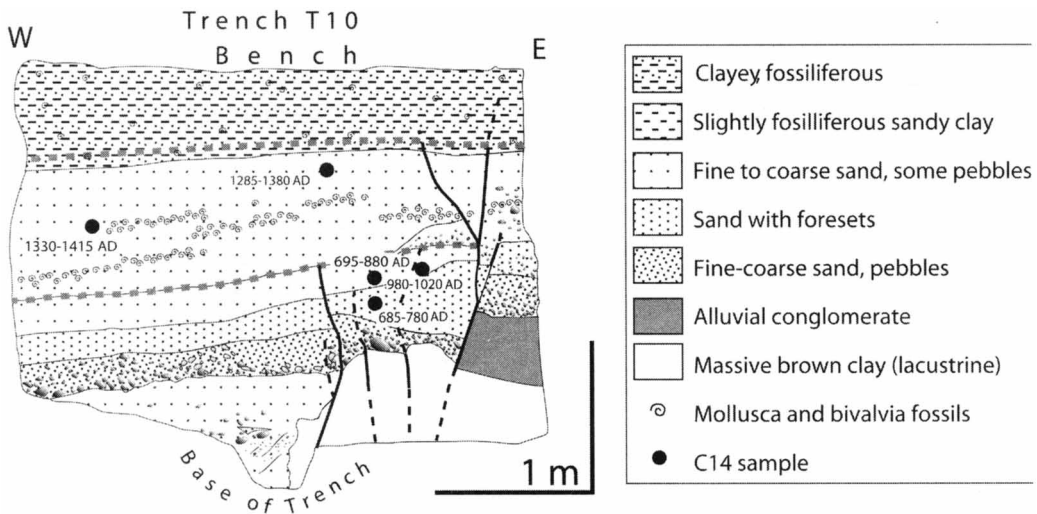 Trench T10
W
Bench
E
1285-1380 AD
1330-1415 AD
695-880 AD
980-1020 AD
685-780 AD
1 m
Base of Trench
Clayey, fossiliferous
Slightly fosilliferous sandy clay
Fine to coarse sand, some pebbles
Sand with foresets
Fine-coarse sand, pebbles
Alluvial conglomerate
Massive brown clay (lacustrine)
Mollusca and bivalvia fossils
C14 sample